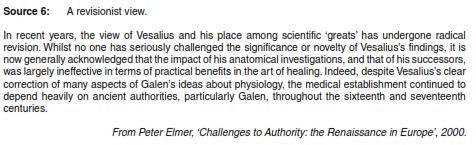 Source 6: A revisionist view.
In recent years, the view of Vesalius and his place among scientific ‘greats’ has undergone radical
revision. Whilst no one has seriously challenged the significance or novelty of Vesalius’s findings, it is
now generally acknowledged that the impact of his anatomical investigations, and that of his successors,
was largely ineffective in terms of practical benefits in the art of healing. Indeed, despite Vesalius’s clear
correction of many aspects of Galen’s ideas about physiology, the medical establishment continued to
depend heavily on ancient authorities, particularly Galen, throughout the sixteenth and seventeenth
centuries.
From Peter Elmer, ‘Challenges to Authority: the Renaissance in Europe’, 2000.